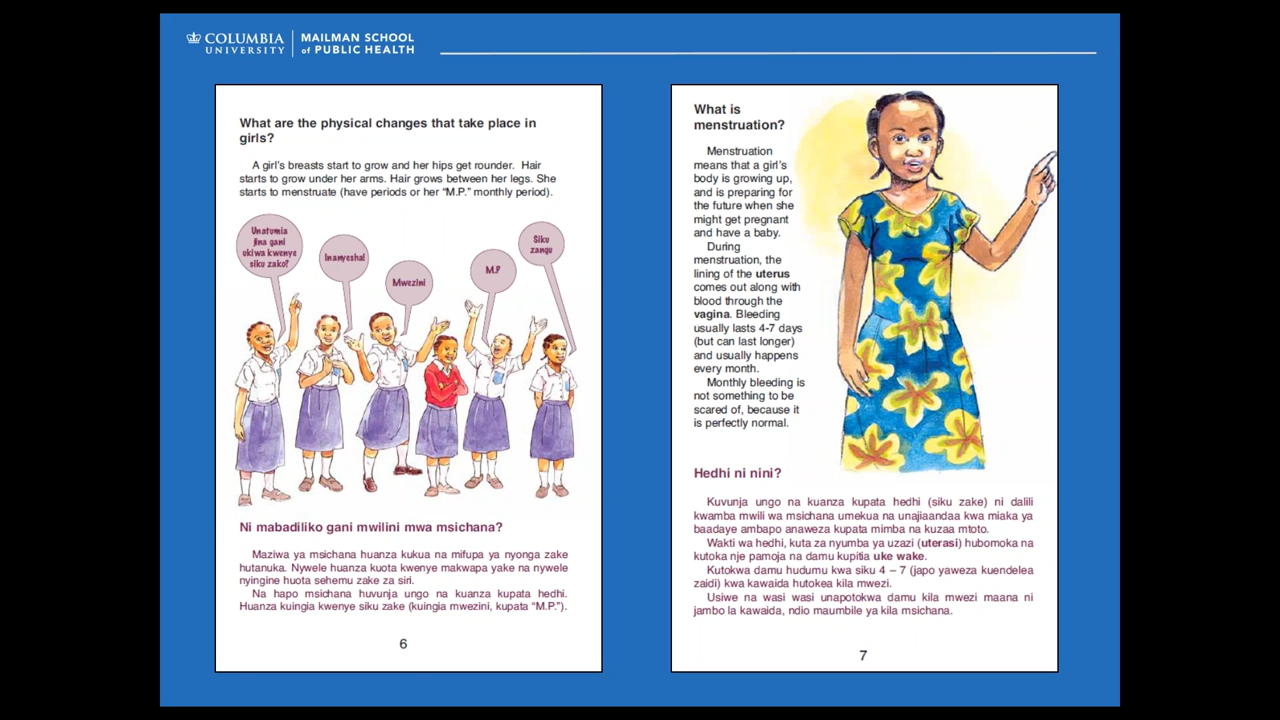 COLUMBIA UNIVERSITY
MAILMAN SCHOOL of PUBLIC HEALTH
What are the physical changes that take place in
girls?
A girl's breasts start to grow and her hips get rounder. Hair
starts to grow under her arms. Hair grows between her legs. She
starts to menstruate (have periods or her “M.P.” monthly period).
Unatumia
jina gani
ukiwa kwenye
siku zako?
Inanyesha!
Mwezini
M.P
Siku
zangu
Ni mabadiliko gani mwilini mwa msichana?
Maziwa ya msichana huanza kukua na mifupa ya nyonga zake
hutanuka. Nywele huanza kuota kwenye makwapa yake na nywele
nyingine huota sehemu zake za siri.
Na hapo msichana huvunja ungo na kuanza kupata hedhi.
Huanza kuingia kwenye siku zake (kuingia mwezini, kupata “M.P.”).
6
What is
menstruation?
Menstruation
means that a girl's
body is growing up,
and is preparing for
the future when she
might get pregnant
and have a baby.
During
menstruation, the
lining of the uterus
comes out along with
blood through the
vagina. Bleeding
usually lasts 4-7 days
(but can last longer)
and usually happens
every month.
Monthly bleeding is
not something to be
scared of, because it
is perfectly normal.
Hedhi ni nini?
Kuvunja ungo na kuanza kupata hedhi (siku zake) ni dalili
kwamba mwili wa msichana umekua na unajiaandaa kwa miaka ya
baadaye ambapo anaweza kupata mimba na kuzaa mtoto.
Wakti wa hedhi, kuta za nyumba ya uzazi (uterasi) hubomoka na
kutoka nje pamoja na damu kupitia uke wake.
Kutokwa damu hudumu kwa siku 4 – 7 (japo yaweza kuendelea
zaidi) kwa kawaida hutokea kila mwezi.
Usiwe na wasi wasi unapotokwa damu kila mwezi maana ni
jambo la kawaida, ndio maumbile ya kila msichana.
7